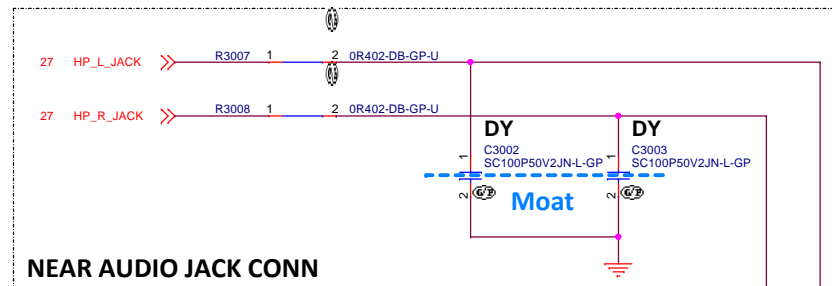 27 HP_L_JACK R3007 1 2 0R402-DB-GP-U
27 HP_R_JACK R3008 1 2 0R402-DB-GP-U
DY DY
C3002 C3003
SC100P50V2JN-L-GP SC100P50V2JN-L-GP
1 1
2 G/P 2 G/P
Moat
NEAR AUDIO JACK CONN